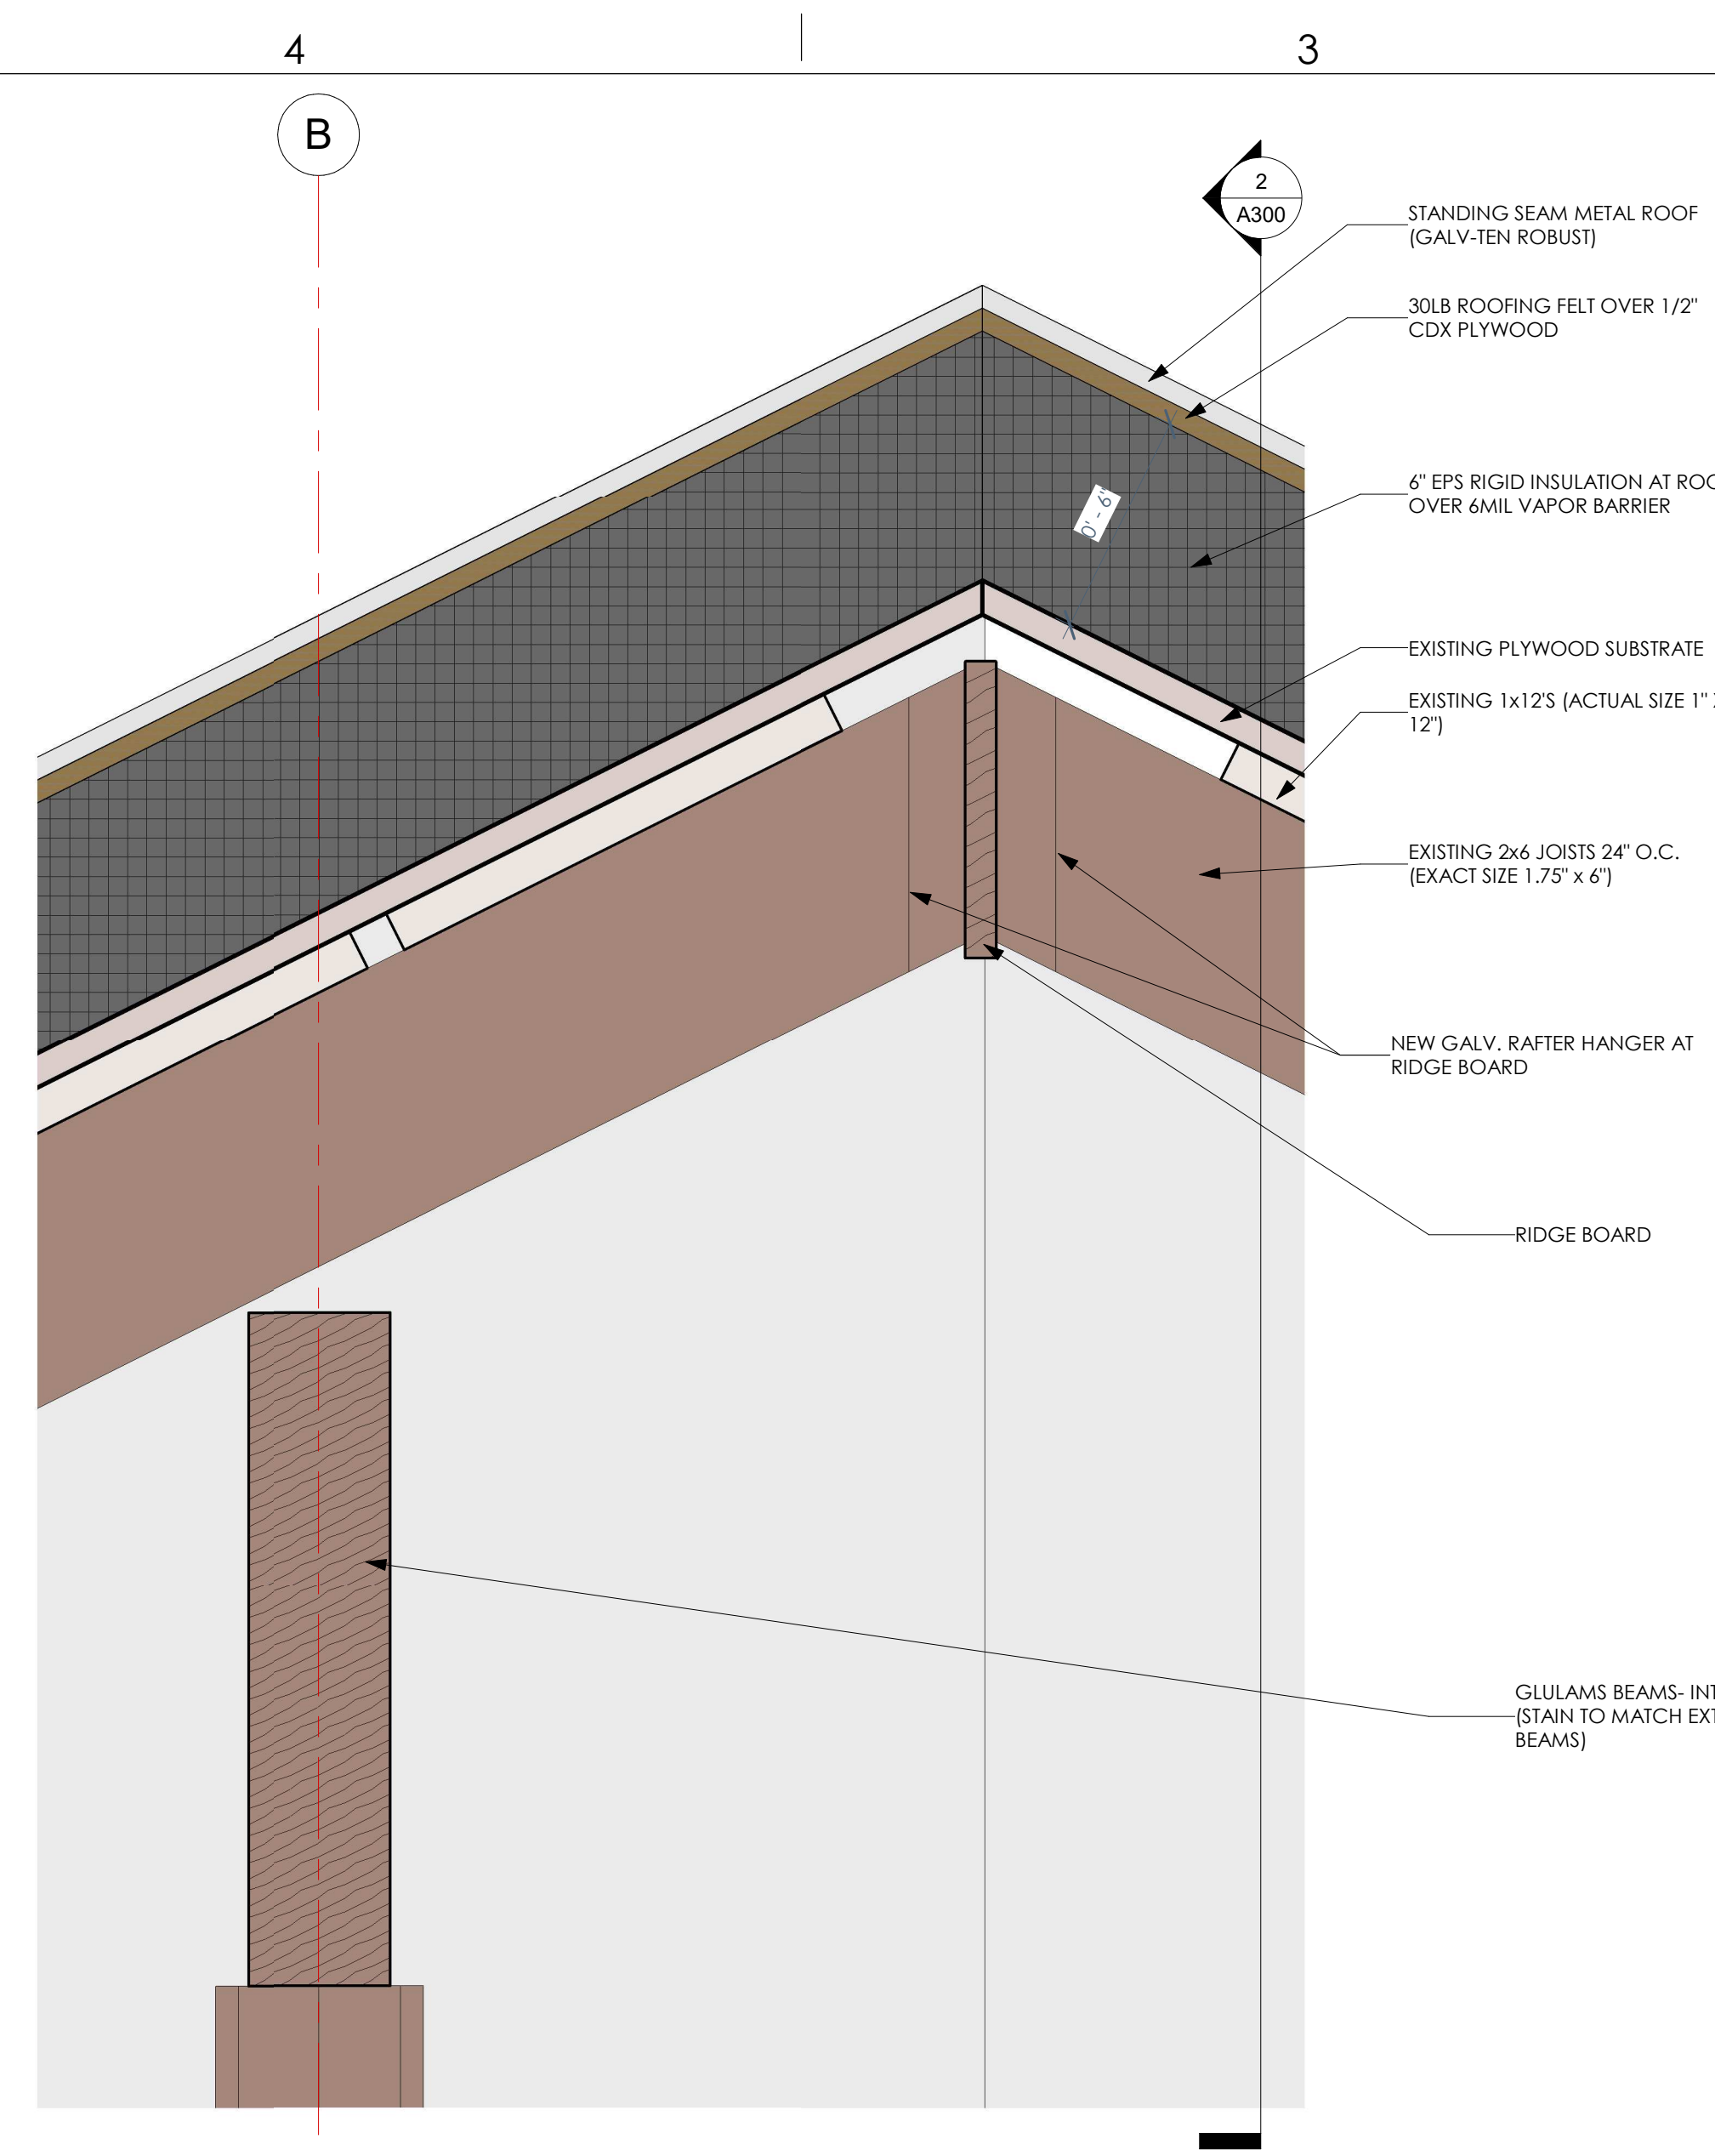 4
3
B
2
A300
STANDING SEAM METAL ROOF
(GALV-TEN ROBUST)
30LB ROOFING FELT OVER 1/2"
CDX PLYWOOD
6" EPS RIGID INSULATION AT
OVER 6MIL VAPOR BARRIER
0' - 6"
EXISTING PLYWOOD SUBSTRATE
EXISTING 1x12'S (ACTUAL SIZE 1"
12")
EXISTING 2x6 JOISTS 24" O.C.
(EXACT SIZE 1.75" x 6")
NEW GALV. RAFTER HANGER AT
RIDGE BOARD
RIDGE BOARD
GLULAMS BEAMS- INT
(STAIN TO MATCH EXT
BEAMS)